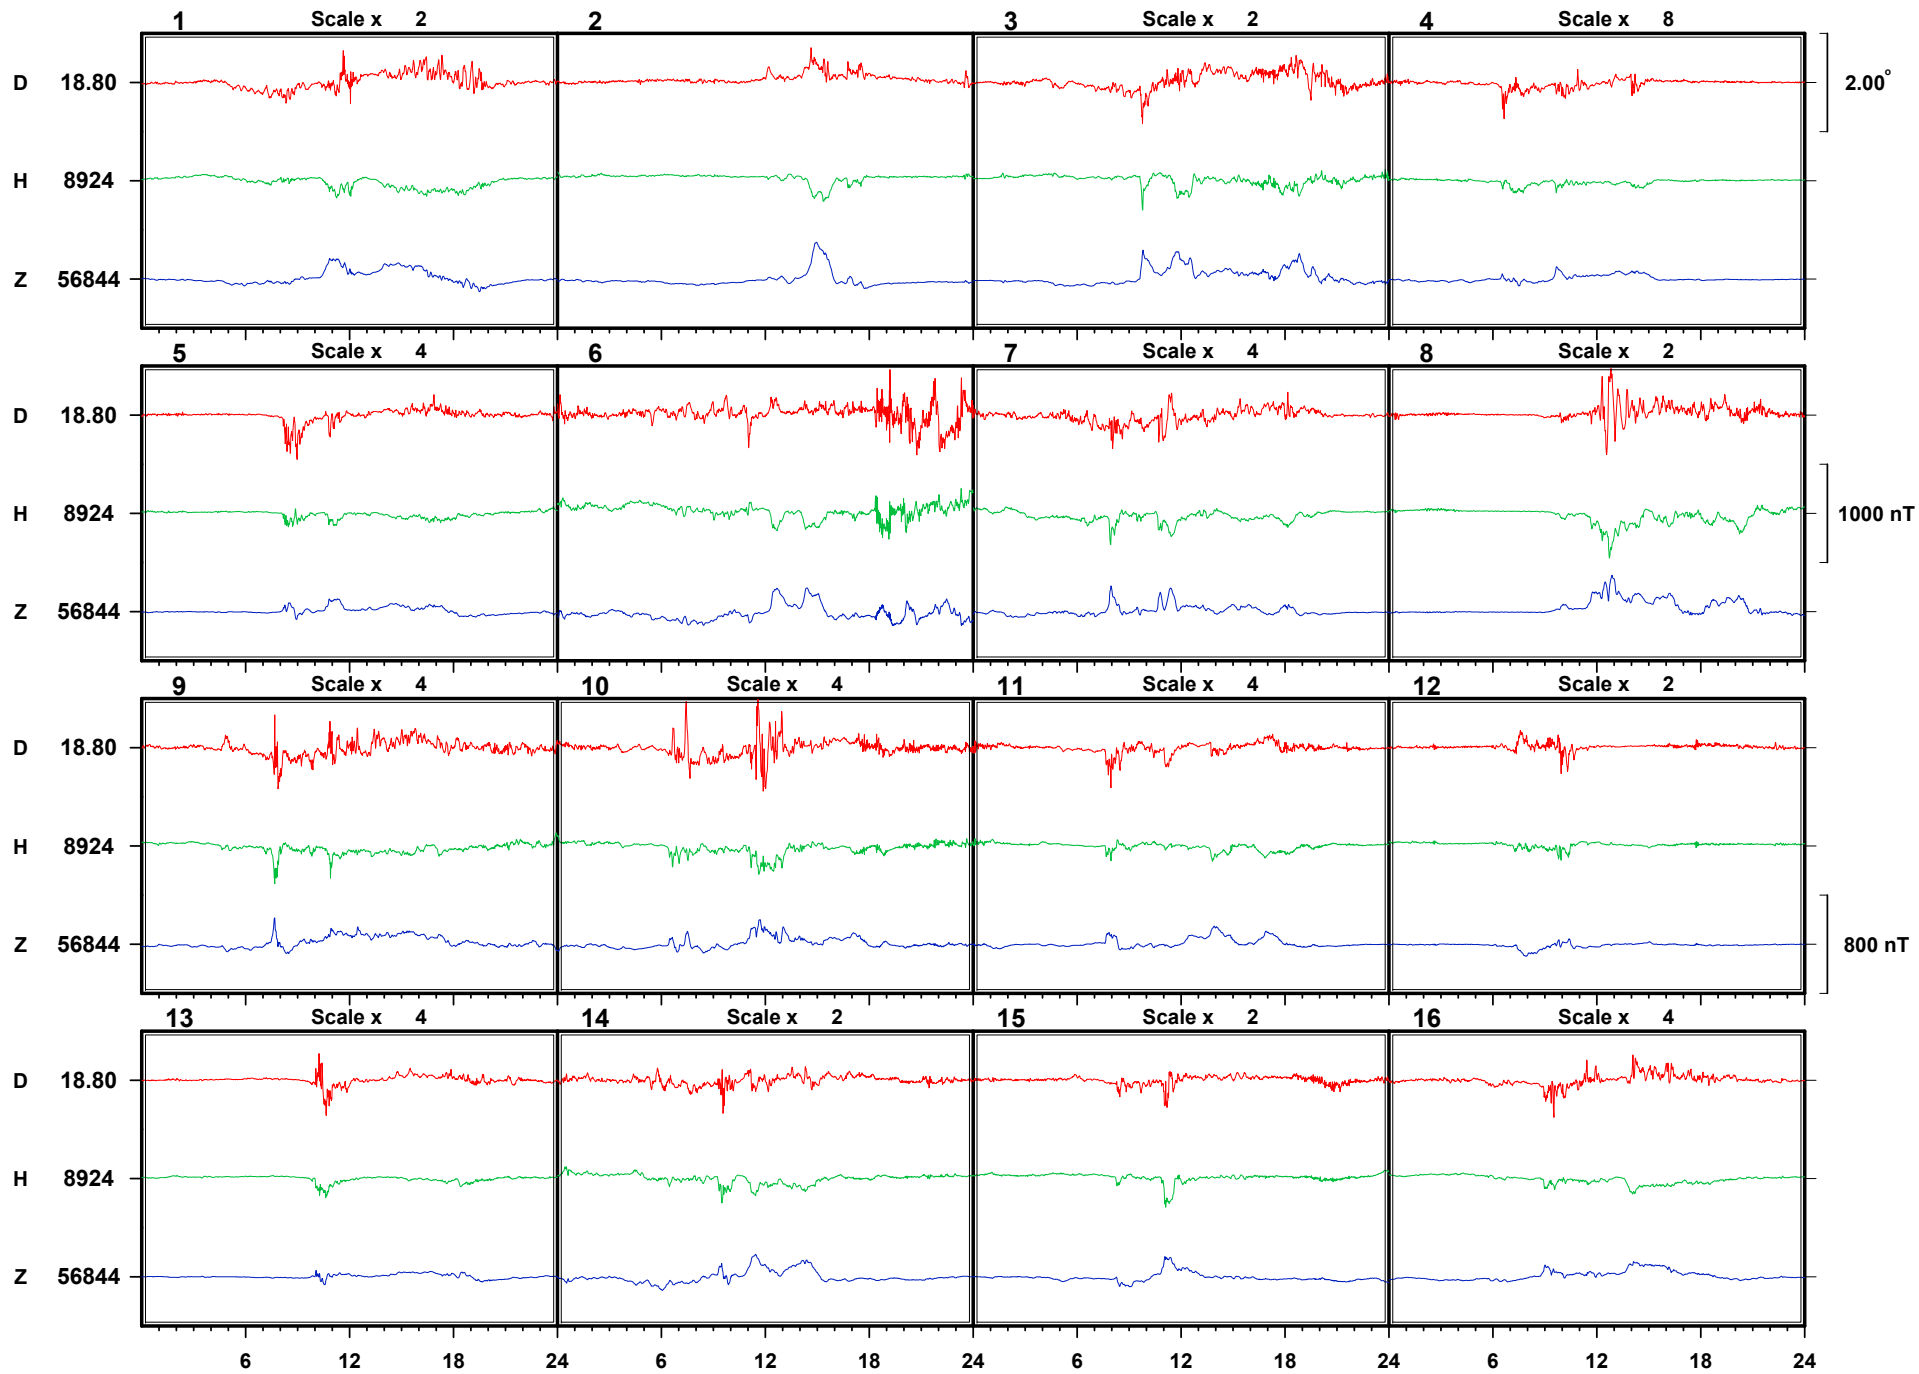 1 Scale x 2 2 3 Scale x 2 4 Scale x 8
D 18.80 2.00°
H 8924
Z 56844
5 Scale x 4 6 7 Scale x 4 8 Scale x 2
D 18.80
H 8924 1000 nT
Z 56844
9 Scale x 4 10 Scale x 4 11 Scale x 4 12 Scale x 2
D 18.80
H 8924
Z 56844 800 nT
13 Scale x 4 14 Scale x 2 15 Scale x 2 16 Scale x 4
D 18.80
H 8924
Z 56844
6 12 18 24 6 12 18 24 6 12 18 24 6 12 18 24